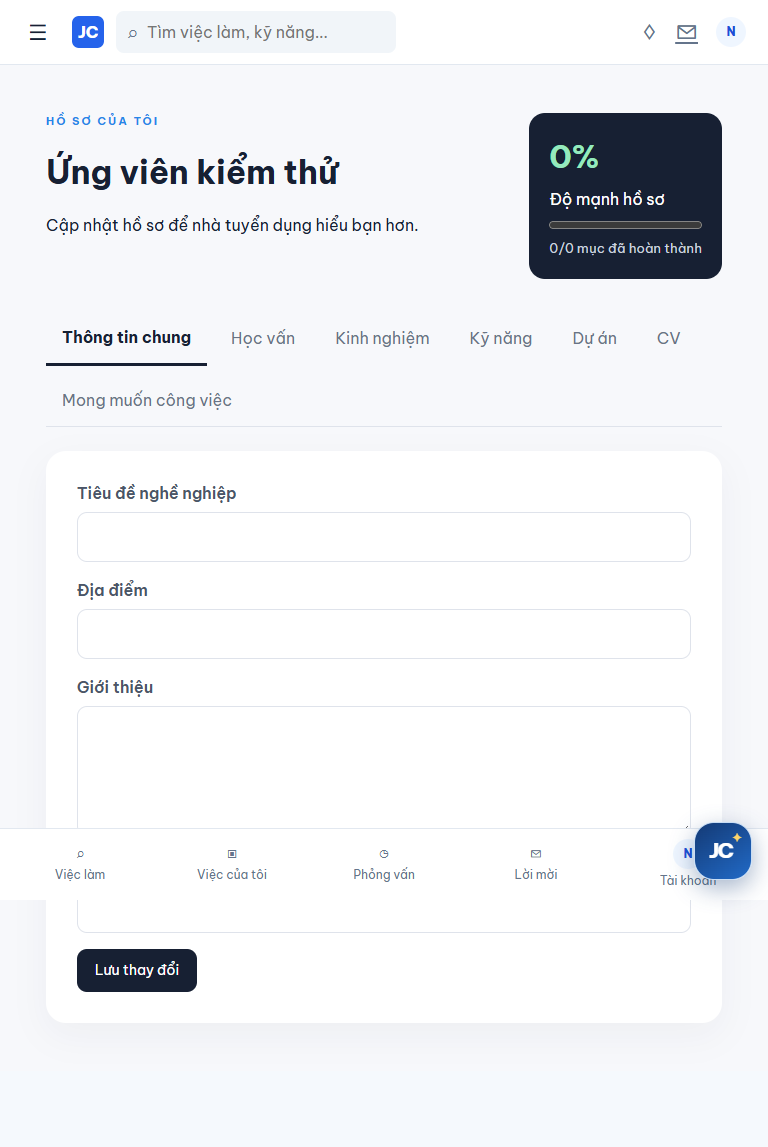 JC
Tìm việc làm, kỹ năng...
N
HỒ SƠ CỦA TÔI
Ứng viên kiểm thử
Cập nhật hồ sơ để nhà tuyển dụng hiểu bạn hơn.
0%
Độ mạnh hồ sơ
0/0 mục đã hoàn thành
Thông tin chung
Học vấn
Kinh nghiệm
Kỹ năng
Dự án
CV
Mong muốn công việc
Tiêu đề nghề nghiệp
Địa điểm
Giới thiệu
Việc làm
Việc của tôi
Phỏng vấn
Lời mời
N
Tài khoản
JC
Lưu thay đổi